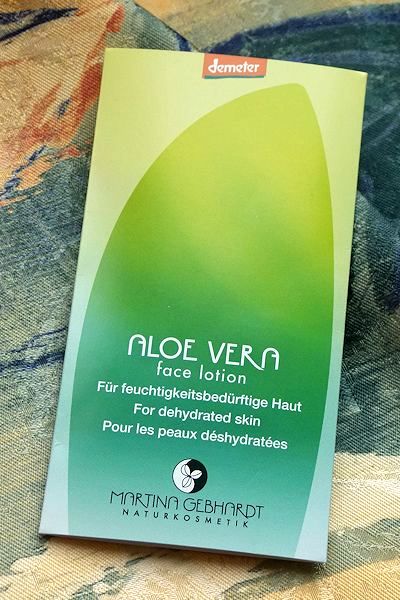 demeter
ALOE VERA
face lotion
Für feuchtigkeitsbedürftige Haut
For dehydrated skin
Pour les peaux déshydratées
MARTINA GEBHARDT
NATURKOSMETIK